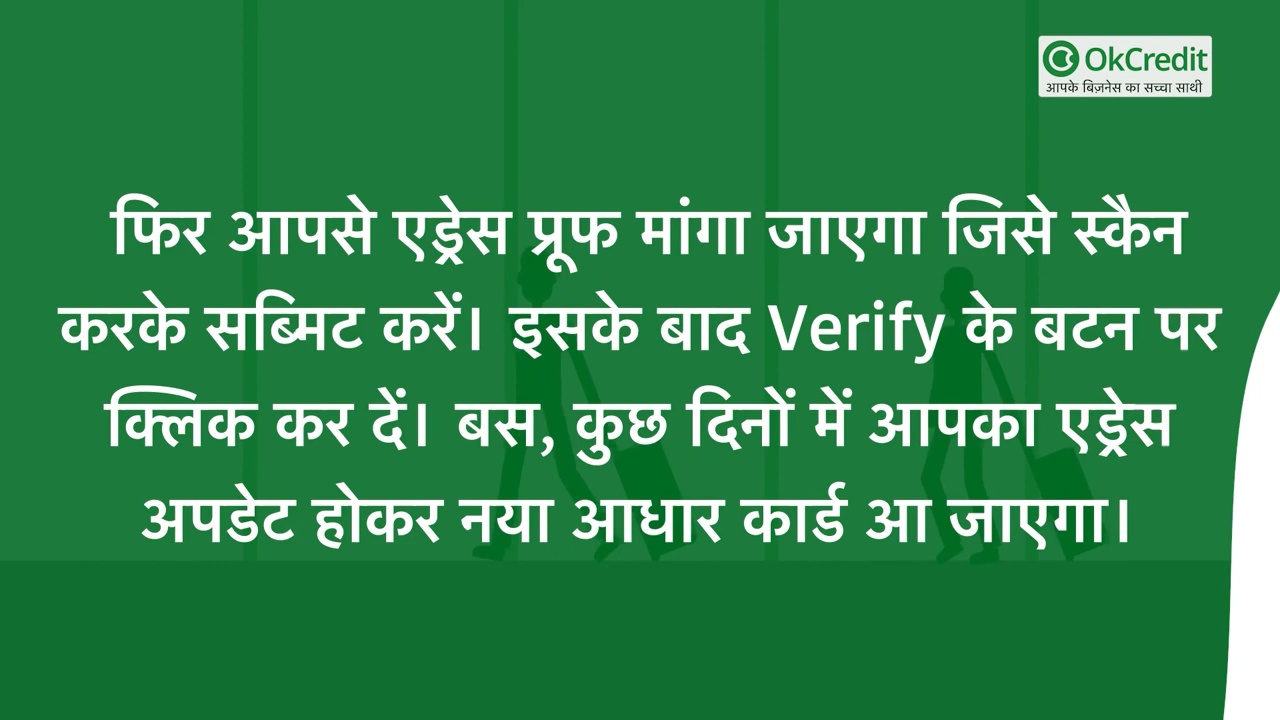 OkCredit
आपके बिज़नेस का सच्चा साथी
फिर आपसे एड्रेस प्रूफ मांगा जाएगा जिसे स्कैन
करके सब्मिट करें। इसके बाद Verify के बटन पर
क्लिक कर दें। बस, कुछ दिनों में आपका एड्रेस
अपडेट होकर नया आधार कार्ड आ जाएगा।